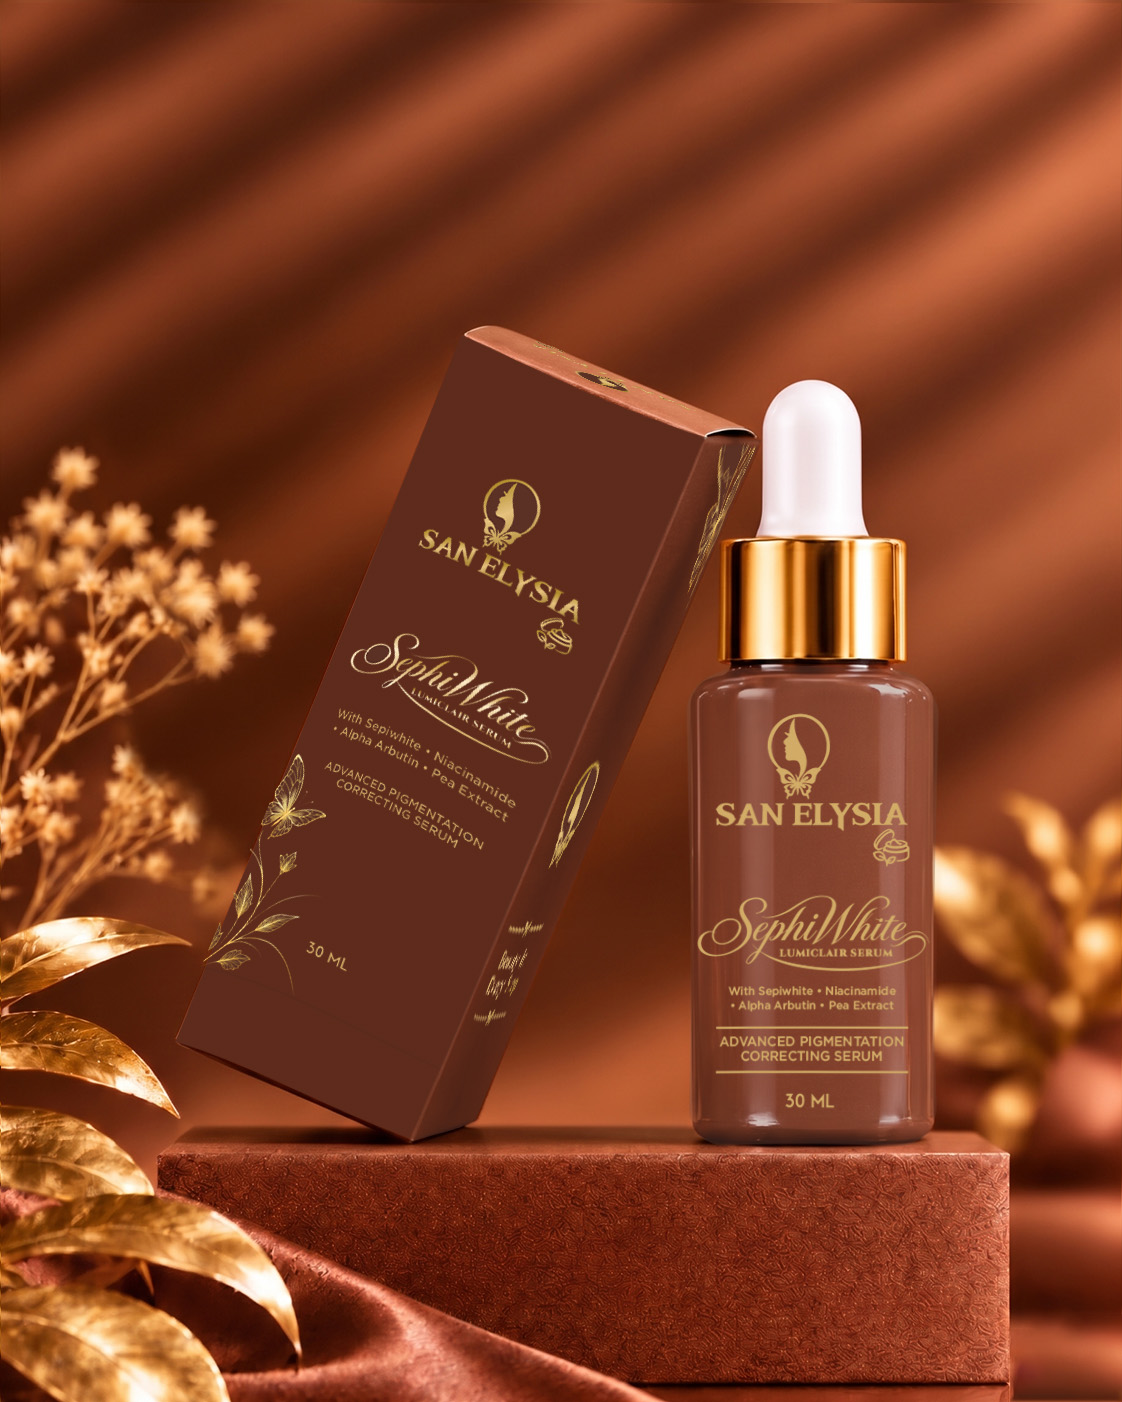 SAN ELYSIA
SephiWhite
LUMICLAIR SERUM
With Sepiwhite • Niacinamide
• Alpha Arbutin • Pea Extract
ADVANCED PIGMENTATION
CORRECTING SERUM
30 ML
SAN ELYSIA
SephiWhite
LUMICLAIR SERUM
With Sepiwhite • Niacinamide
• Alpha Arbutin • Pea Extract
ADVANCED PIGMENTATION
CORRECTING SERUM
30 ML